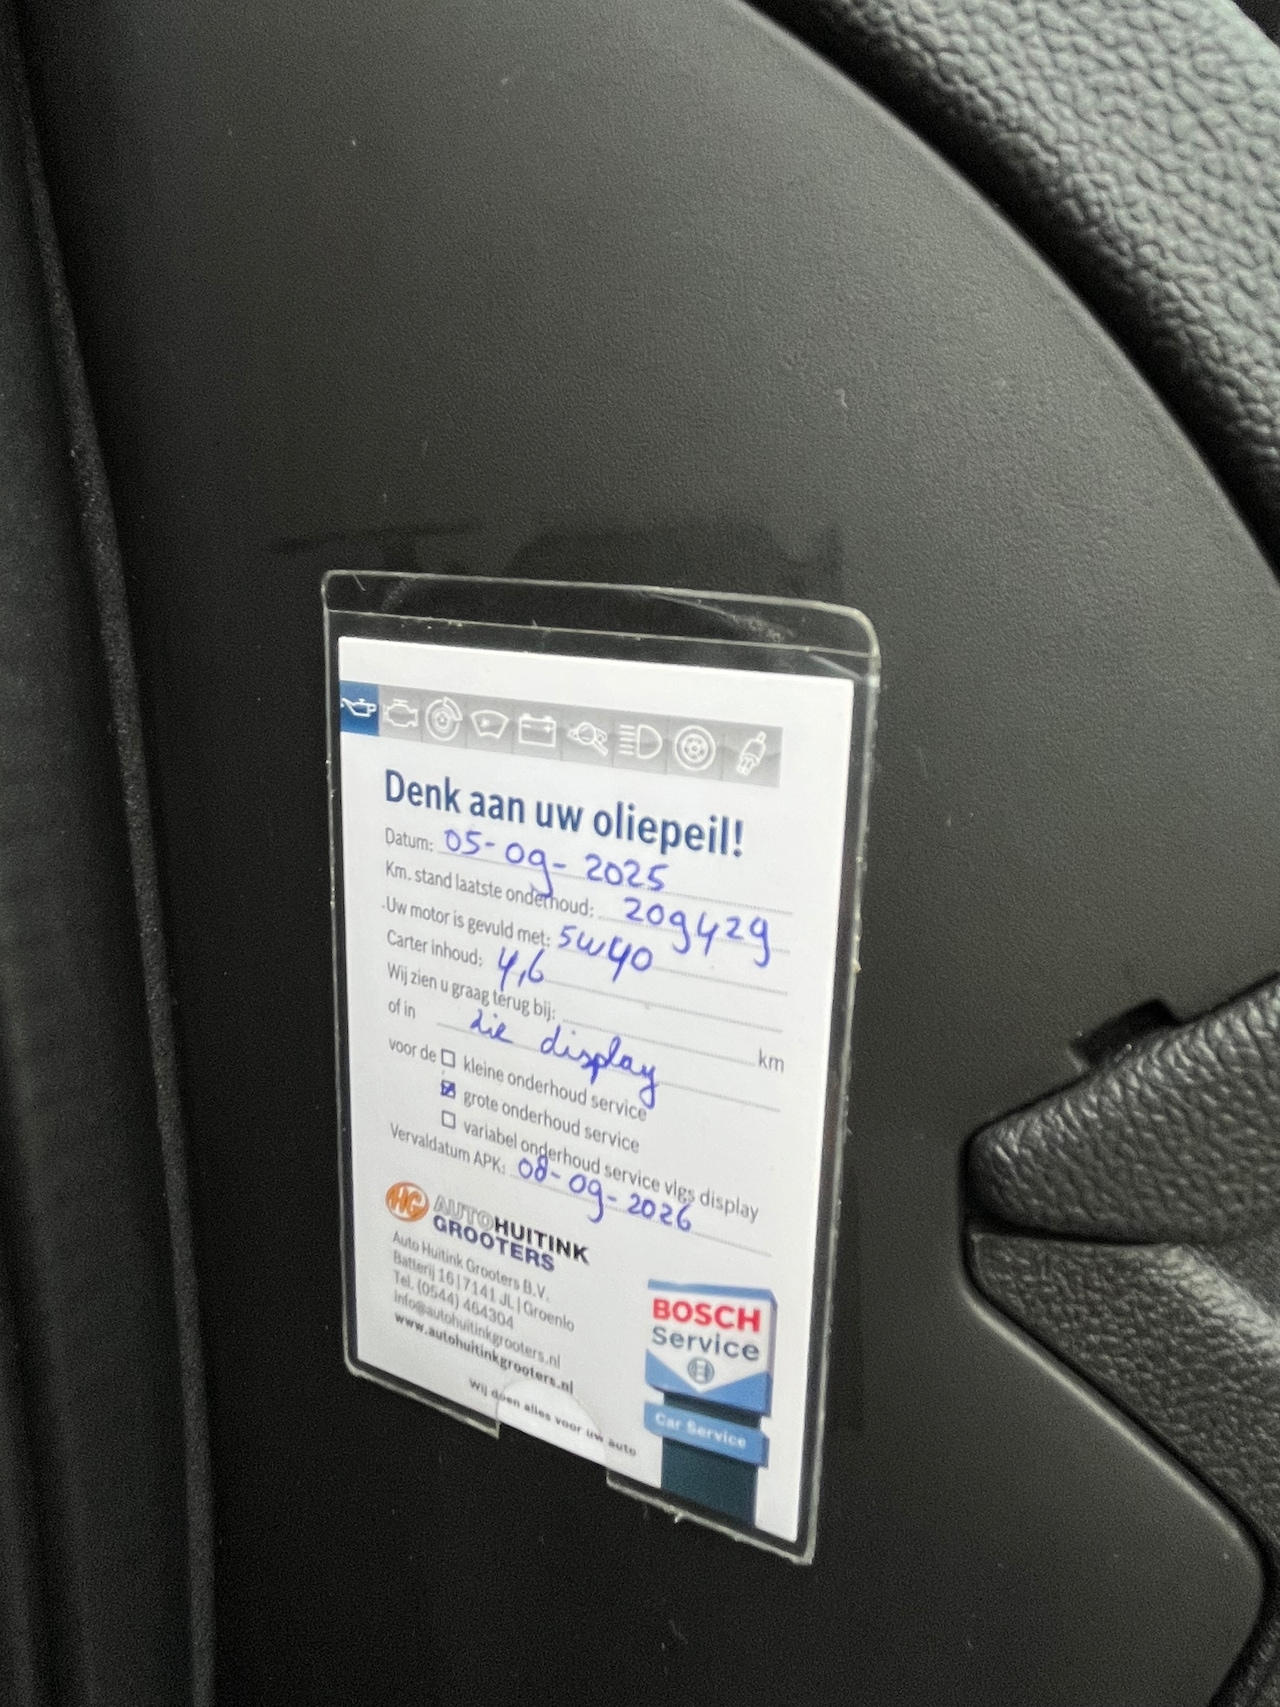 Denk aan uw oliepeil!
Datum: 05-09-2025
Km. stand laatste onderhoud: 209429
Uw motor is gevuld met: 5W40
Carter inhoud: 4,6
Wij zien u graag terug bij: km
of in zie display
voor de ☐ kleine onderhoud service
☒ grote onderhoud service
☐ variabel onderhoud service vlgs display
Vervaldatum APK: 08-09-2026
HG AUTOHUITINK
GROOTERS
Auto Huitink Grooters B.V.
Batterij 16 | 7141 JL | Groenlo
Tel. (0544) 464304
info@autohuitinkgrooters.nl
www.autohuitinkgrooters.nl
Wij doen alles voor uw auto
BOSCH
Service
Car Service